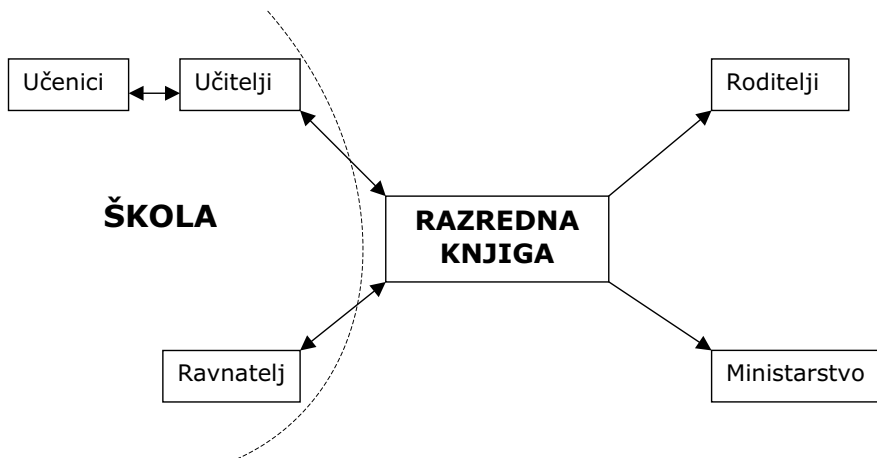 Učenici
Učitelji
Roditelji
ŠKOLA
RAZREDNA
KNJIGA
Ravnatelj
Ministarstvo